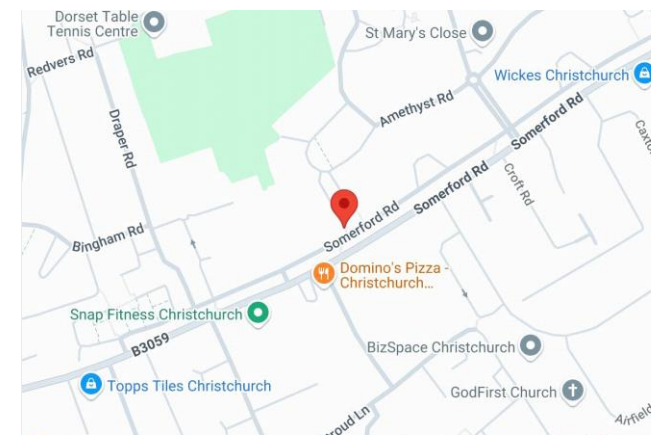 Dorset Table
Tennis Centre
St Mary's Close
Redvers Rd
Wickes Christchurch
Amethyst Rd
Draper Rd
Somerford Rd
Somerford Rd
Croft Rd
Somerford Rd
Bingham Rd
Domino's Pizza -
Christchurch...
Snap Fitness Christchurch
B3059
BizSpace Christchurch
Topps Tiles Christchurch
GodFirst Church